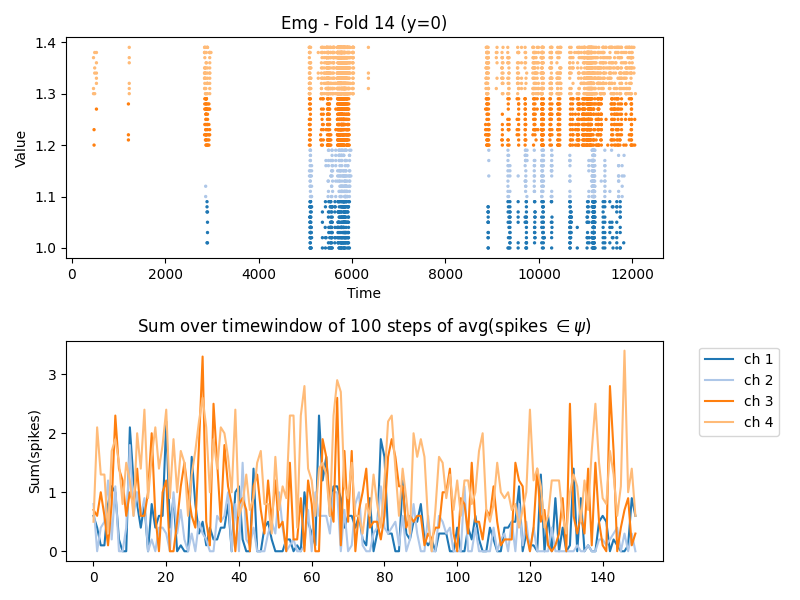 Emg - Fold 14 (y=0)
Value
1.4
1.3
1.2
1.1
1.0
0 2000 4000 6000 8000 10000 12000
Time
Sum over timewindow of 100 steps of avg(spikes ∈ ψ)
Sum(spikes)
3
2
1
0
0 20 40 60 80 100 120 140
ch 1
ch 2
ch 3
ch 4